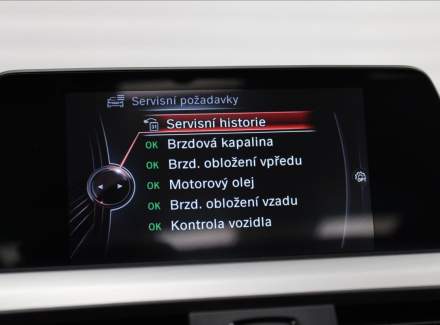 Servisní požadavky
Servisní historie
OK Brzdová kapalina
OK Brzd. obložení vpředu
OK Motorový olej
OK Brzd. obložení vzadu
OK Kontrola vozidla